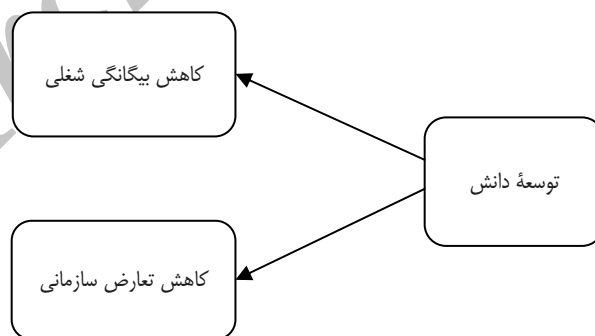 کاهش بیگانگی شغلی
توسعهٔ دانش
کاهش تعارض سازمانی